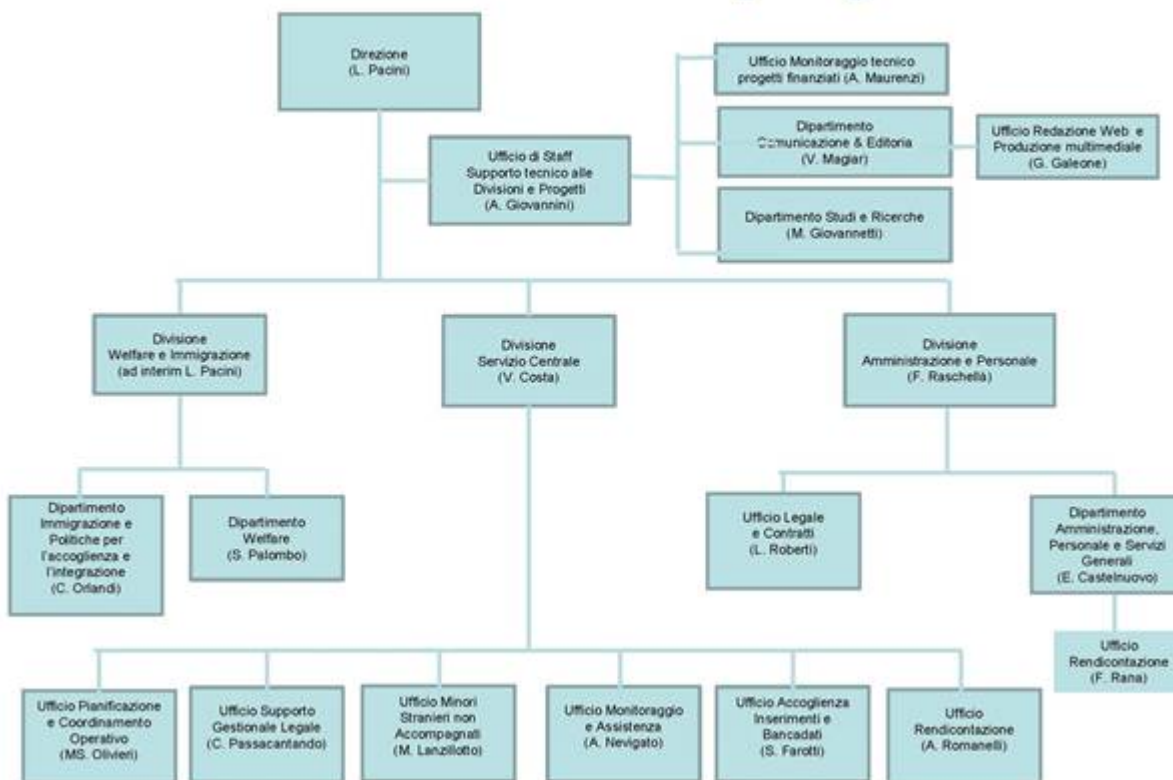 Direzione
(L. Pacini)
Ufficio Monitoraggio tecnico
progetti finanziati (A. Maurenzi)
Dipartimento
Comunicazione & Editoria
(V. Magiar)
Ufficio Redazione Web e
Produzione multimediale
(G. Galeone)
Ufficio di Staff
Supporto tecnico alle
Divisioni e Progetti
(A. Giovannini)
Dipartimento Studi e Ricerche
(M. Giovannetti)
Divisione
Welfare e Immigrazione
(ad interim L. Pacini)
Divisione
Servizio Centrale
(V. Costa)
Divisione
Amministrazione e Personale
(F. Raschellà)
Dipartimento
Immigrazione e
Politiche per
l'accoglienza e
l'integrazione
(C. Orlandi)
Dipartimento
Welfare
(S. Palombo)
Ufficio Legale
e Contratti
(L. Roberti)
Dipartimento
Amministrazione,
Personale e Servizi
Generali
(E. Castelnuovo)
Ufficio
Rendicontazione
(F. Rana)
Ufficio Pianificazione
e Coordinamento
Operativo
(MS. Olivieri)
Ufficio Supporto
Gestionale Legale
(C. Passacantando)
Ufficio Minori
Stranieri non
Accompagnati
(M. Lanzillotto)
Ufficio Monitoraggio
e Assistenza
(A. Nevigato)
Ufficio Accoglienza
Inserimenti e
Bancadati
(S. Farotti)
Ufficio
Rendicontazione
(A. Romanelli)